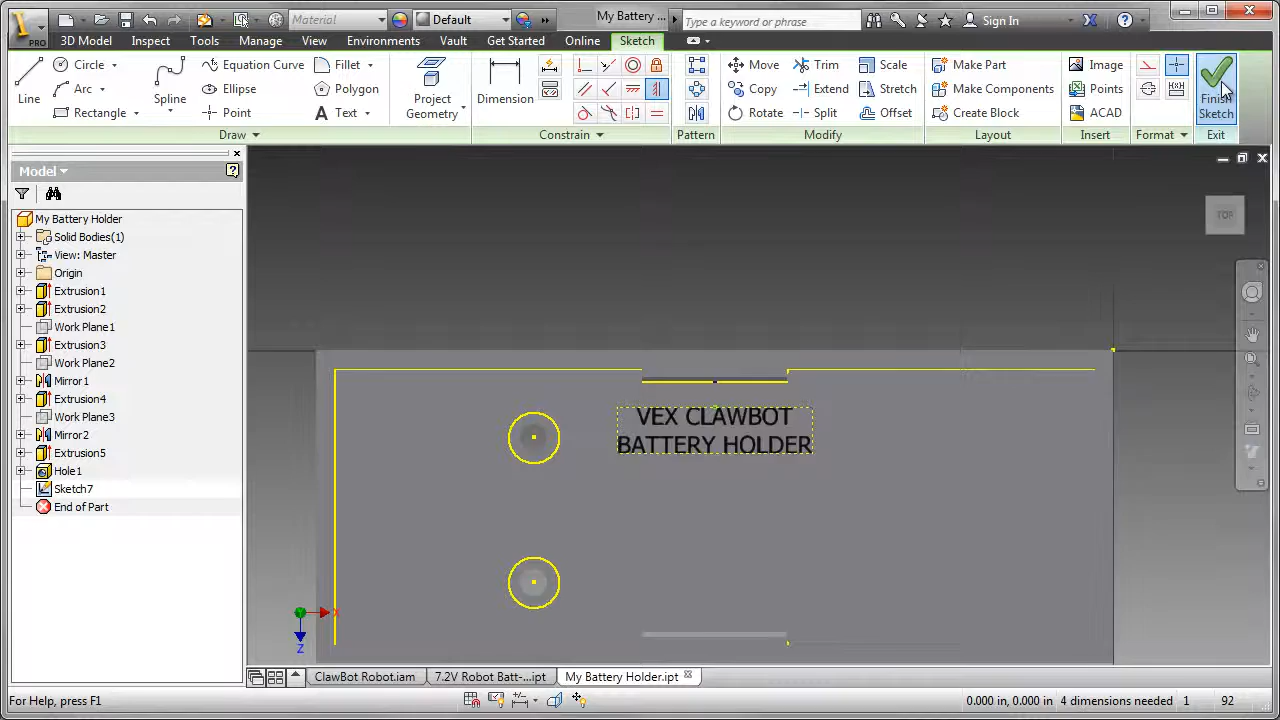 PRO
Material
Default
My Battery ...
Type a keyword or phrase
Sign In
3D Model Inspect Tools Manage View Environments Vault Get Started Online Sketch
Line
Circle
Arc
Rectangle
Spline
Equation Curve
Ellipse
Point
Fillet
Polygon
Text
Project Geometry
Dimension
Move
Copy
Rotate
Trim
Extend
Split
Scale
Stretch
Offset
Make Part
Make Components
Create Block
Image
Points
ACAD
Finish Sketch
Draw Constrain Pattern Modify Layout Insert Format Exit
Model
My Battery Holder
Solid Bodies(1)
View: Master
Origin
Extrusion1
Extrusion2
Work Plane1
Extrusion3
Work Plane2
Mirror1
Extrusion4
Work Plane3
Mirror2
Extrusion5
Hole1
Sketch7
End of Part
TOP
VEX CLAWBOT
BATTERY HOLDER
X
Z
ClawBot Robot.iam 7.2V Robot Batt-...ipt My Battery Holder.ipt
For Help, press F1 0.000 in, 0.000 in 4 dimensions needed 1 92